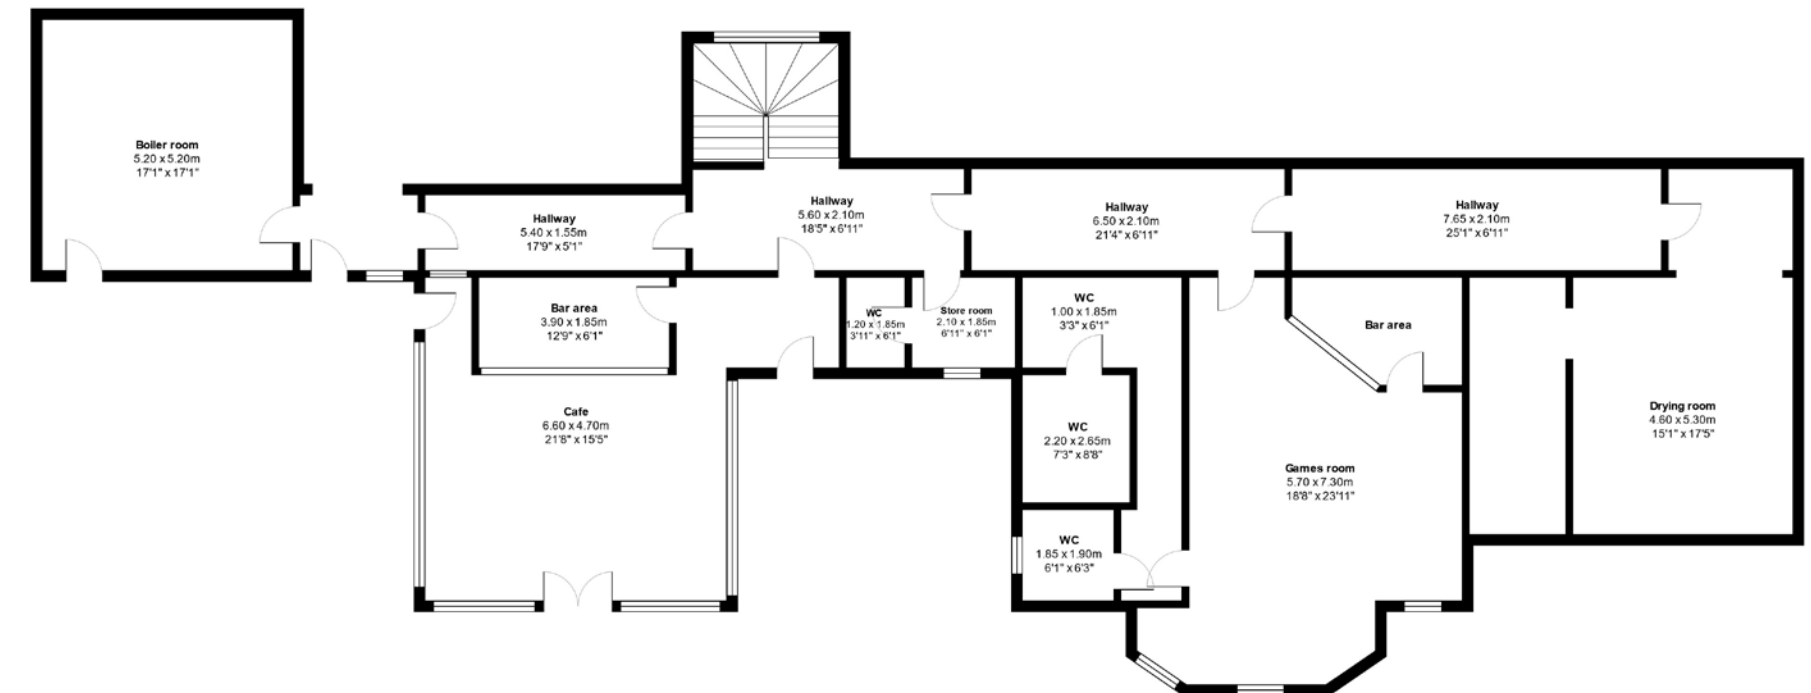 Boiler room
5.20 x 5.20m
17'1" x 17'1"
Hallway
5.40 x 1.55m
17'9" x 5'1"
Hallway
5.60 x 2.10m
18'5" x 6'11"
Hallway
6.50 x 2.10m
21'4" x 6'11"
Hallway
7.65 x 2.10m
25'1" x 6'11"
Bar area
3.90 x 1.85m
12'9" x 6'1"
WC
1.20 x 1.85m
3'11" x 6'1"
Store room
2.10 x 1.85m
6'11" x 6'1"
WC
1.00 x 1.85m
3'3" x 6'1"
Bar area
Cafe
6.60 x 4.70m
21'8" x 15'5"
WC
2.20 x 2.65m
7'3" x 8'8"
Drying room
4.60 x 5.30m
15'1" x 17'5"
Games room
5.70 x 7.30m
18'8" x 23'11"
WC
1.85 x 1.90m
6'1" x 6'3"